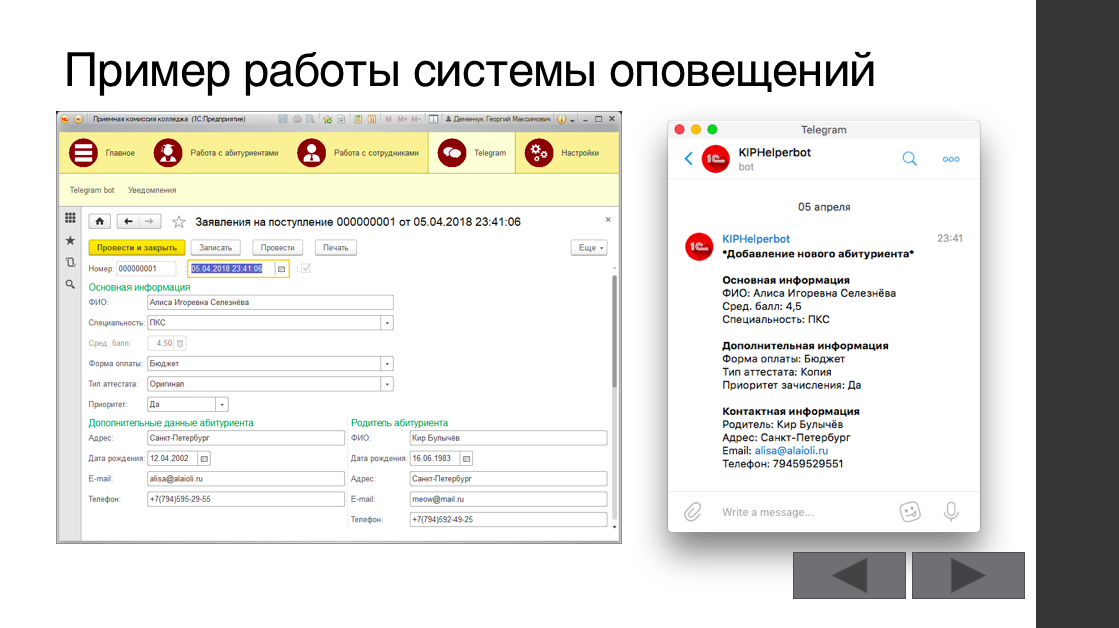 Пример работы системы оповещений
Приемная комиссия колледжа (1С:Предприятие)
M M+ M-
Деменчук Георгий Максимович
Главное
Работа с абитуриентами
Работа с сотрудниками
Telegram
Настройки
Telegram bot Уведомления
Заявления на поступление 000000001 от 05.04.2018 23:41:06
Провести и закрыть Записать Провести Печать Еще
Номер: 000000001 05.04.2018 23:41:06
Основная информация
ФИО: Алиса Игоревна Селезнёва
Специальность: ПКС
Сред. балл: 4,50
Форма оплаты: Бюджет
Тип аттестата: Оригинал
Приоритет: Да
Дополнительные данные абитуриента
Адрес: Санкт-Петербург
Дата рождения: 12.04.2002
E-mail: alisa@alaioli.ru
Телефон: +7(794)595-29-55
Родитель абитуриента
ФИО: Кир Булычёв
Дата рождения: 16.06.1983
Адрес: Санкт-Петербург
E-mail: meow@mail.ru
Телефон: +7(794)592-49-25
Telegram
1С
KIPHelperbot
bot
05 апреля
1С
KIPHelperbot 23:41
*Добавление нового абитуриента*
Основная информация
ФИО: Алиса Игоревна Селезнёва
Сред. балл: 4,5
Специальность: ПКС
Дополнительная информация
Форма оплаты: Бюджет
Тип аттестата: Копия
Приоритет зачисления: Да
Контактная информация
Родитель: Кир Булычёв
Адрес: Санкт-Петербург
Email: alisa@alaioli.ru
Телефон: 79459529551
Write a message...